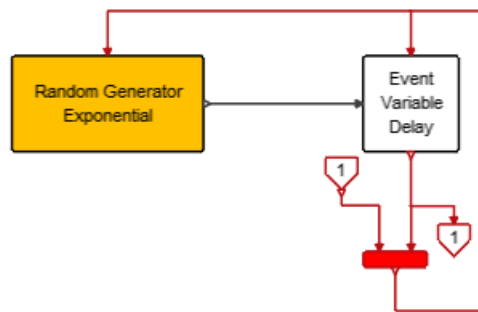 Random Generator
Exponential
Event
Variable
Delay
1
1